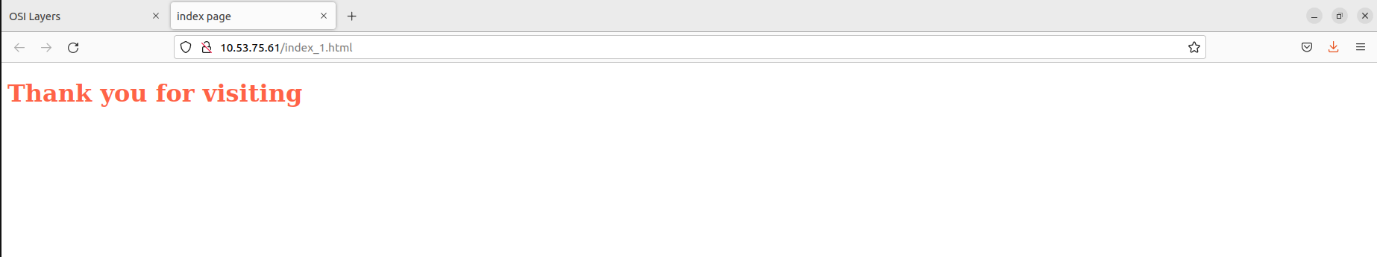 OSI Layers
index page
10.53.75.61/index_1.html
Thank you for visiting